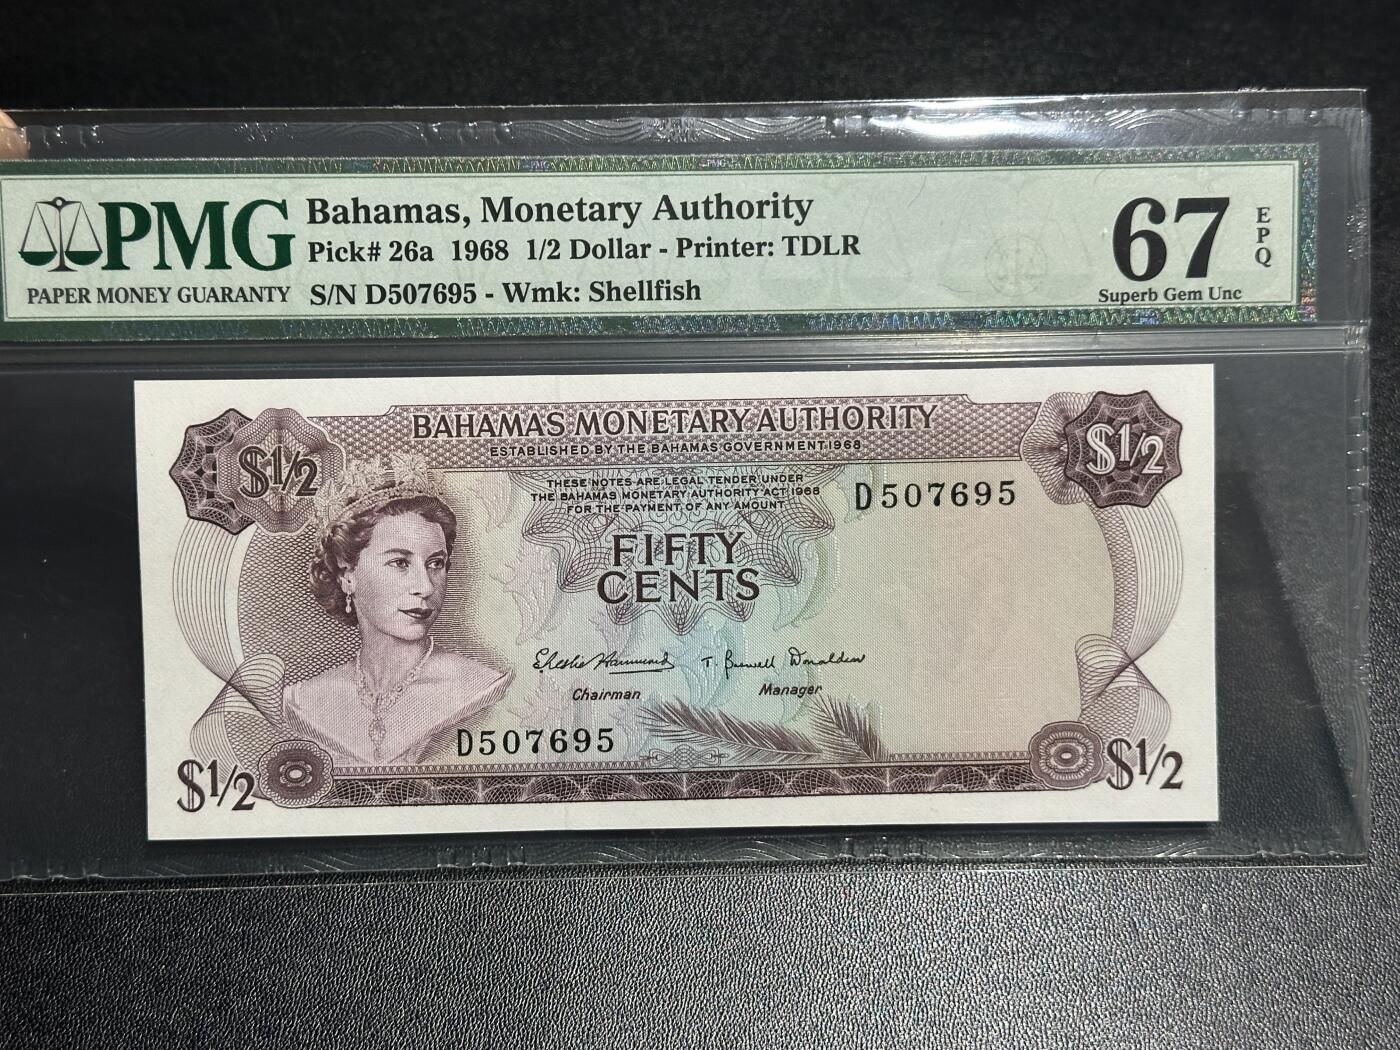 PMG
PAPER MONEY GUARANTY
Bahamas, Monetary Authority
Pick# 26a 1968 1/2 Dollar - Printer: TDLR
S/N D507695 - Wmk: Shellfish
67
EPQ
Superb Gem Unc
BAHAMAS MONETARY AUTHORITY
ESTABLISHED BY THE BAHAMAS GOVERNMENT 1968
$1/2
$1/2
THESE NOTES ARE LEGAL TENDER UNDER
THE BAHAMAS MONETARY AUTHORITY ACT 1968
FOR THE PAYMENT OF ANY AMOUNT
D507695
FIFTY
CENTS
Chairman
Manager
D507695
$1/2
$1/2